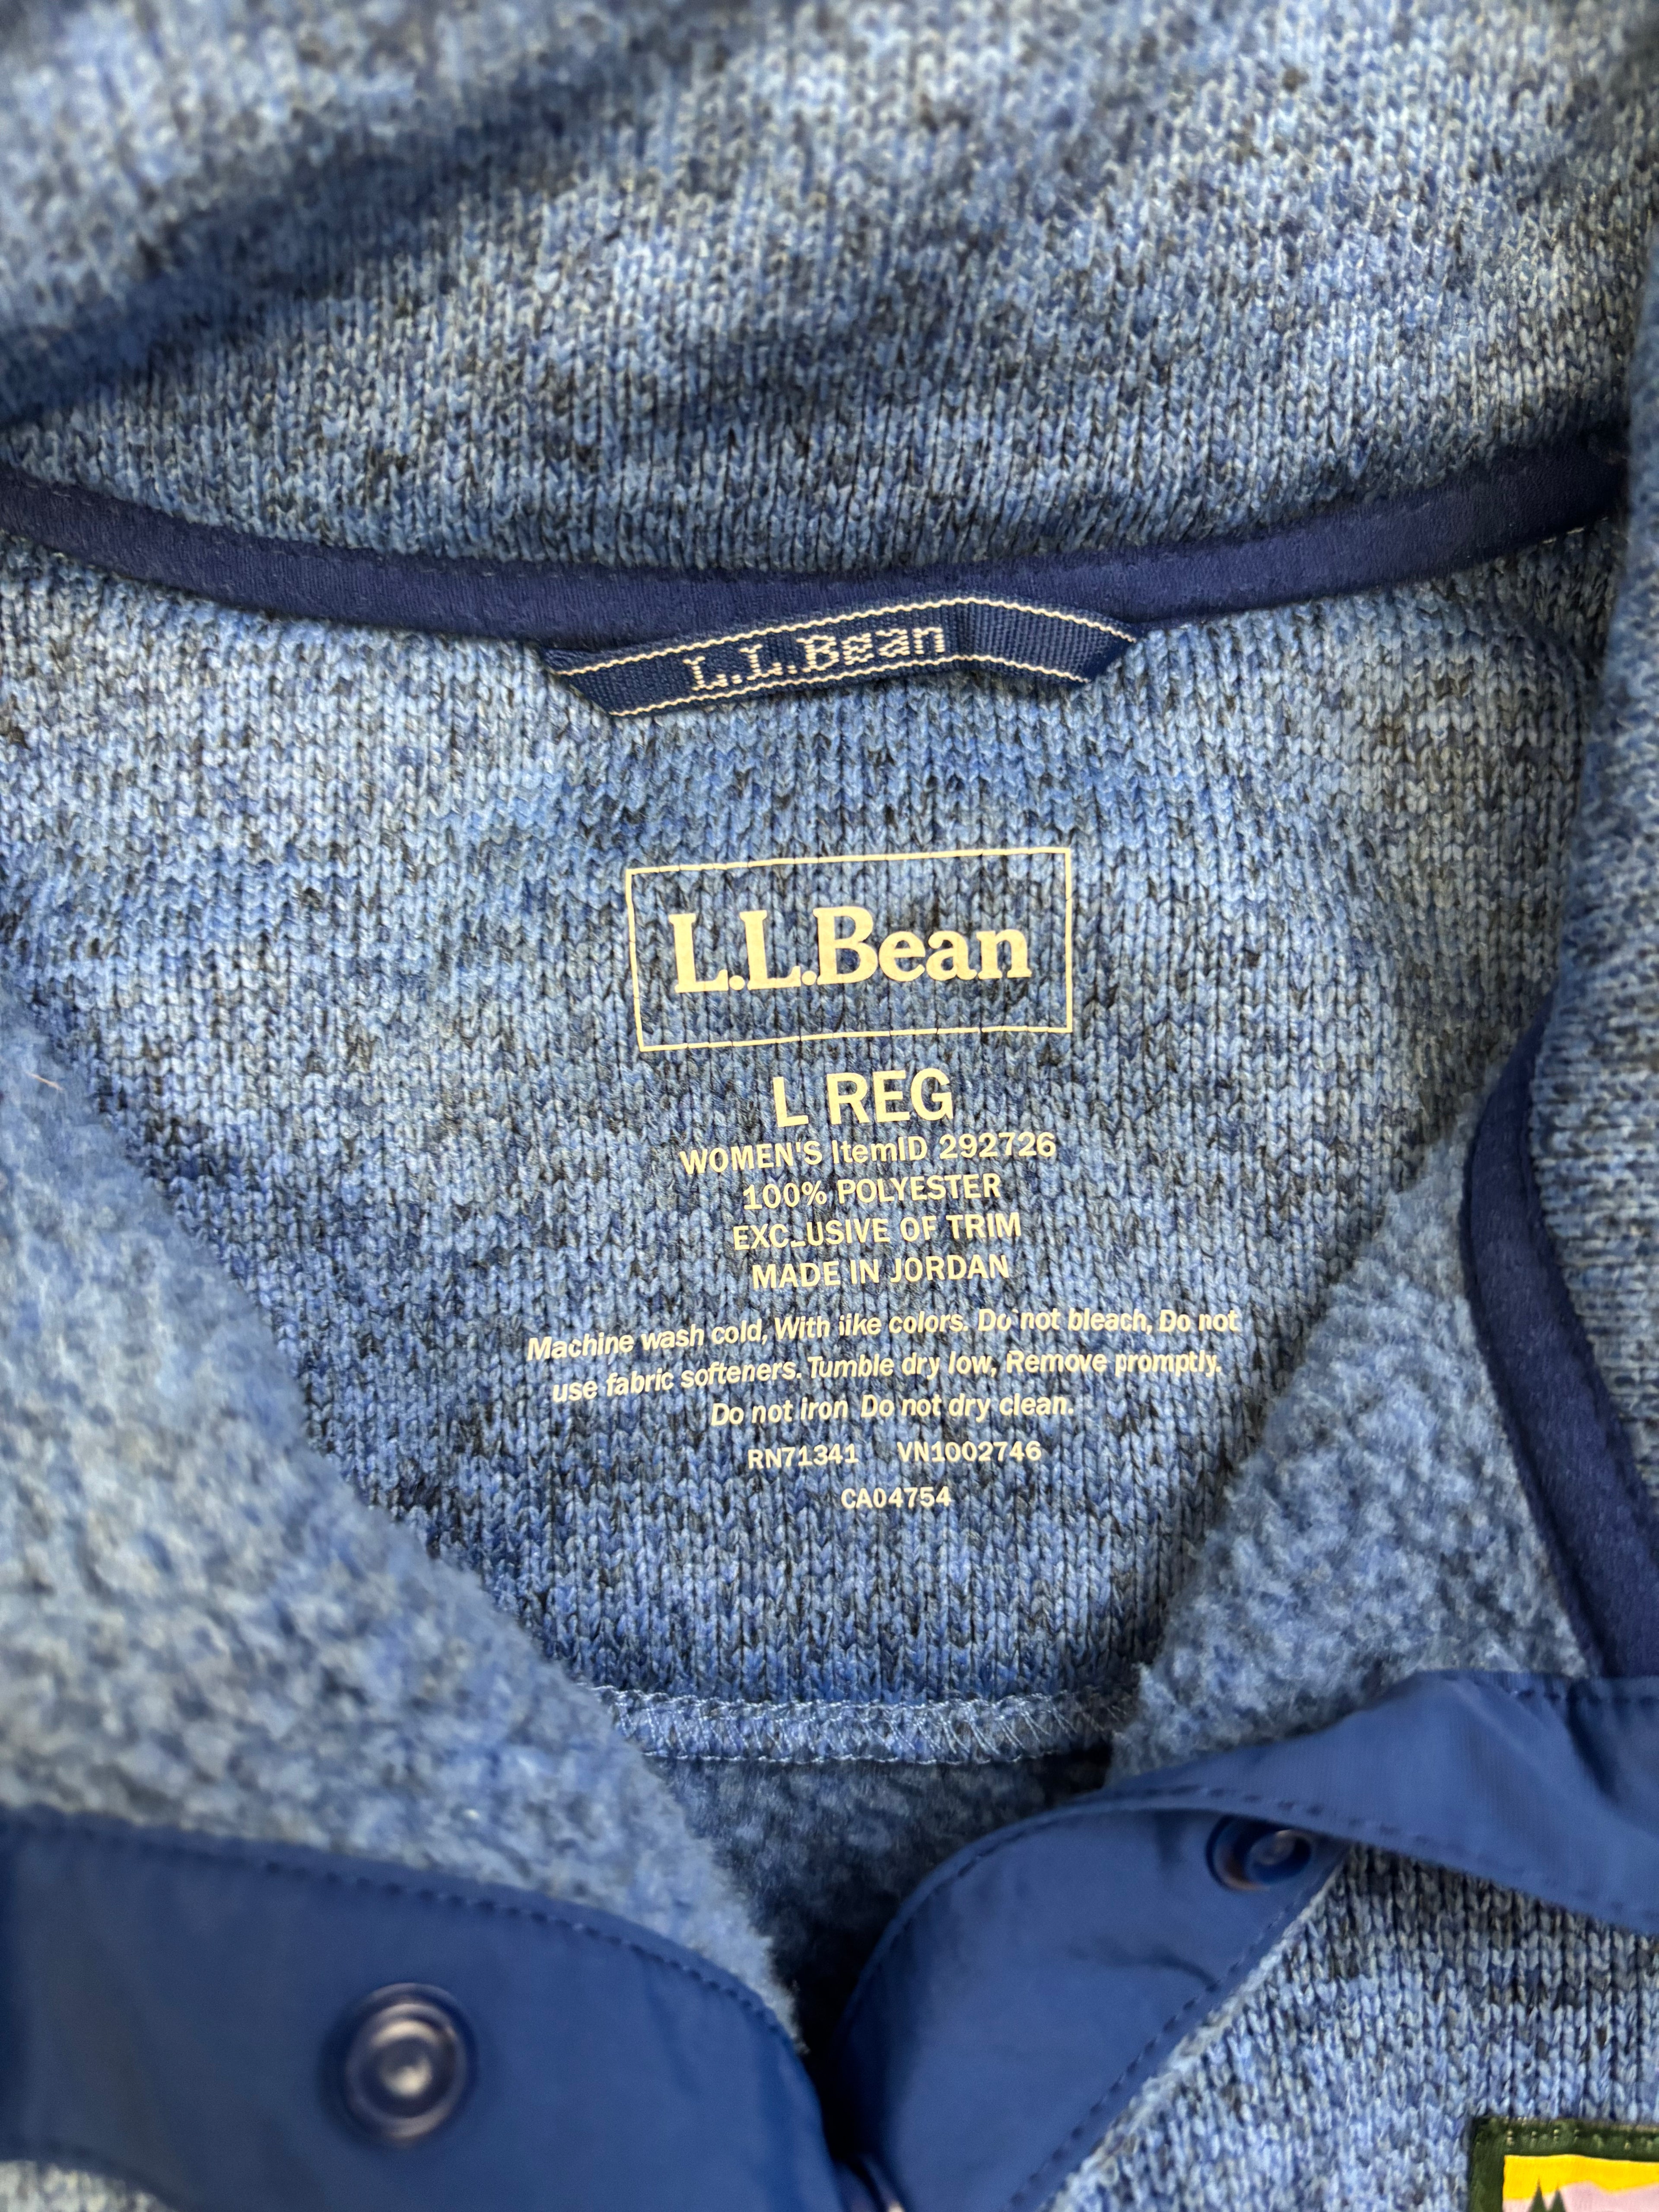 L.L.Bean
L.L.Bean
L REG
WOMEN'S ItemID 292726
100% POLYESTER
EXCLUSIVE OF TRIM
MADE IN JORDAN
Machine wash cold, With like colors. Do not bleach, Do not
use fabric softeners. Tumble dry low, Remove promptly.
Do not iron Do not dry clean.
RN71341 VN1002746
CA04754